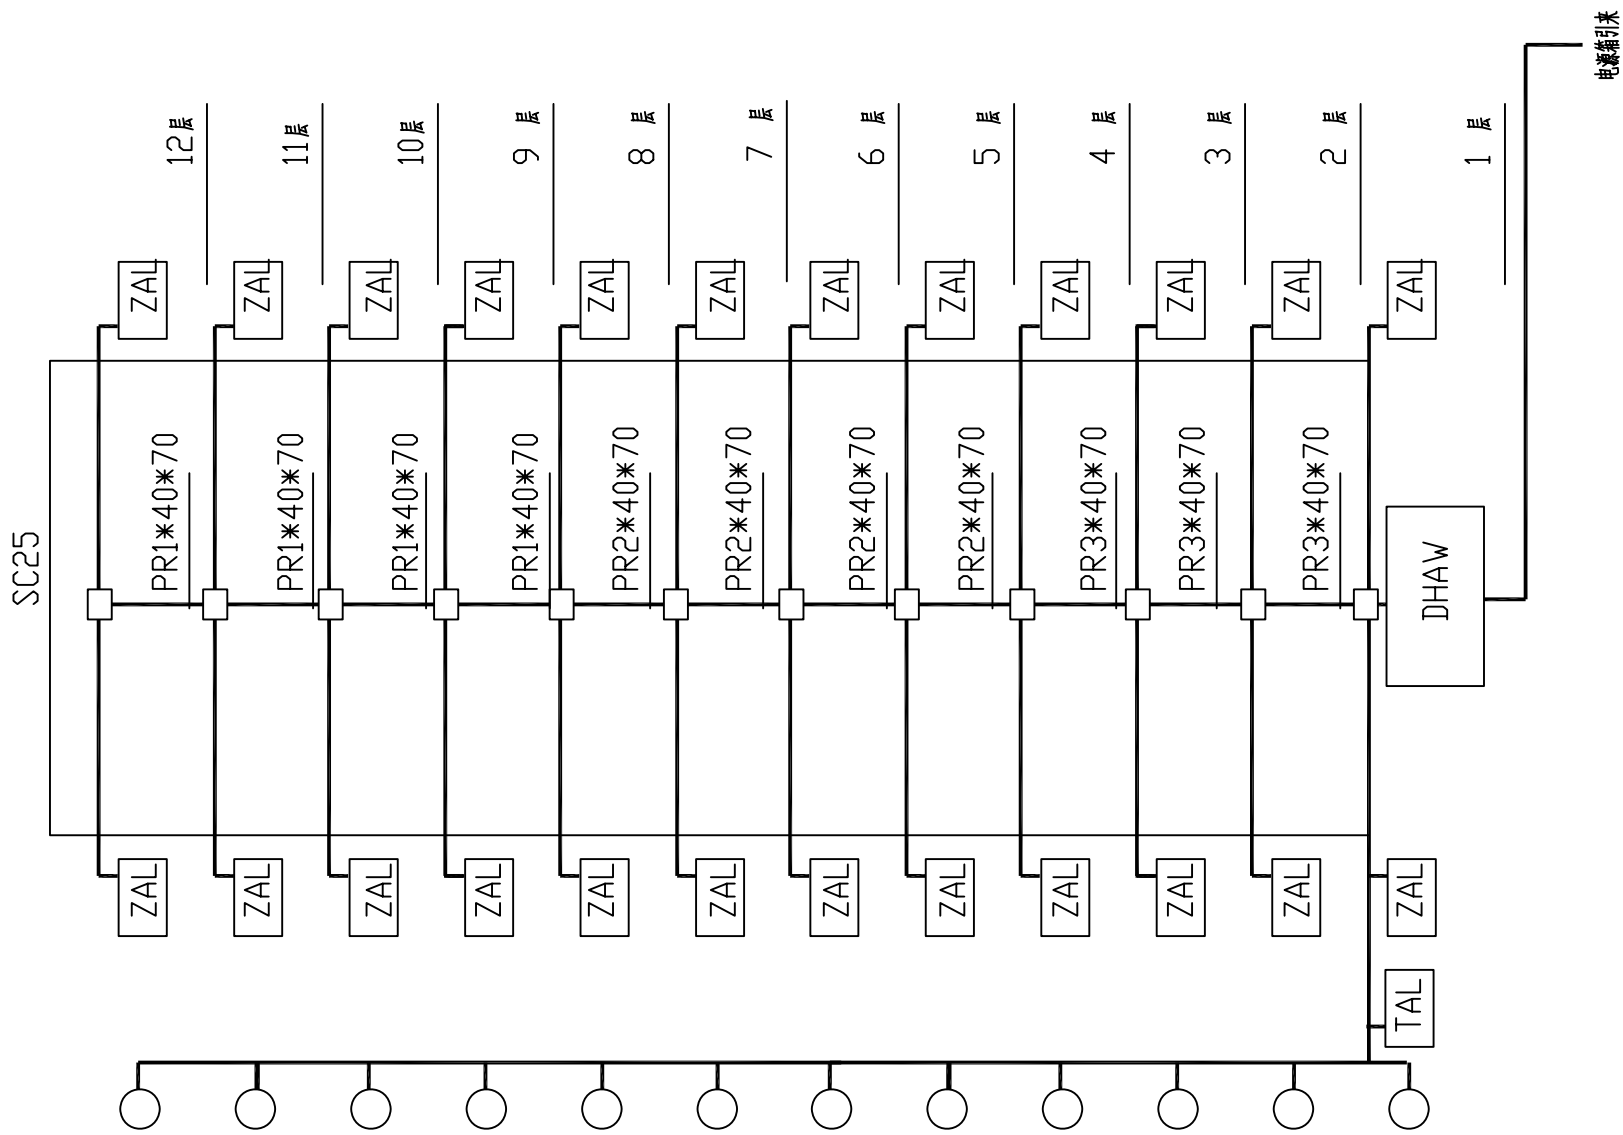 SC25
12层
ZAL
PR1*40*70
ZAL
11层
ZAL
PR1*40*70
ZAL
10层
ZAL
PR1*40*70
ZAL
9层
ZAL
PR1*40*70
ZAL
8层
ZAL
PR2*40*70
ZAL
7层
ZAL
PR2*40*70
ZAL
6层
ZAL
PR2*40*70
ZAL
5层
ZAL
PR2*40*70
ZAL
4层
ZAL
PR3*40*70
ZAL
3层
ZAL
PR3*40*70
ZAL
2层
ZAL
PR3*40*70
ZAL
1层
ZAL
DHAW
ZAL
TAL
电源箱引来